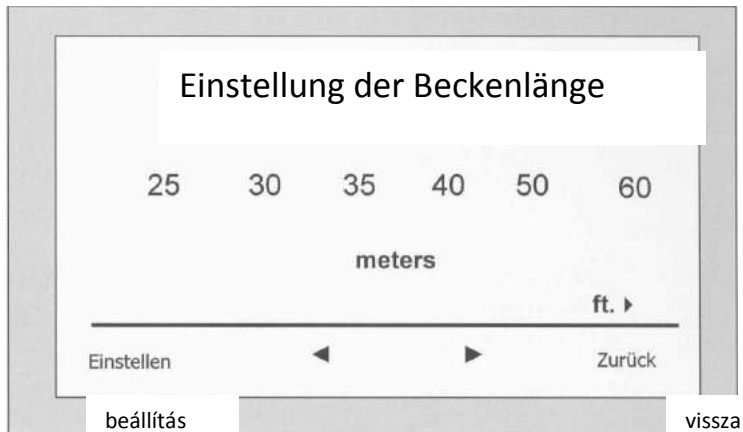 Einstellung der Beckenlänge
25 30 35 40 50 60
meters
ft. ▶
Einstellen ◀ ▶ Zurück
beállítás vissza